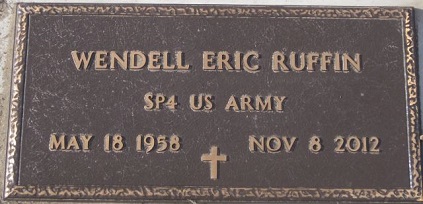 WENDELL ERIC RUFFIN
SP4 US ARMY
MAY 18 1958 NOV 8 2012